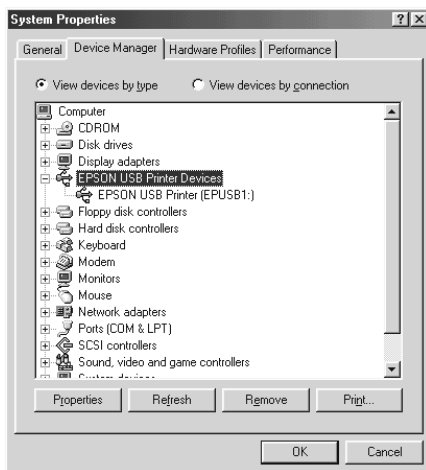 System Properties
General Device Manager Hardware Profiles Performance
View devices by type View devices by connection
Computer
CDROM
Disk drives
Display adapters
EPSON USB Printer Devices
EPSON USB Printer (EPUSB1:)
Floppy disk controllers
Hard disk controllers
Keyboard
Modem
Monitors
Mouse
Network adapters
Ports (COM & LPT)
SCSI controllers
Sound, video and game controllers
System devices
Properties Refresh Remove Print...
OK Cancel